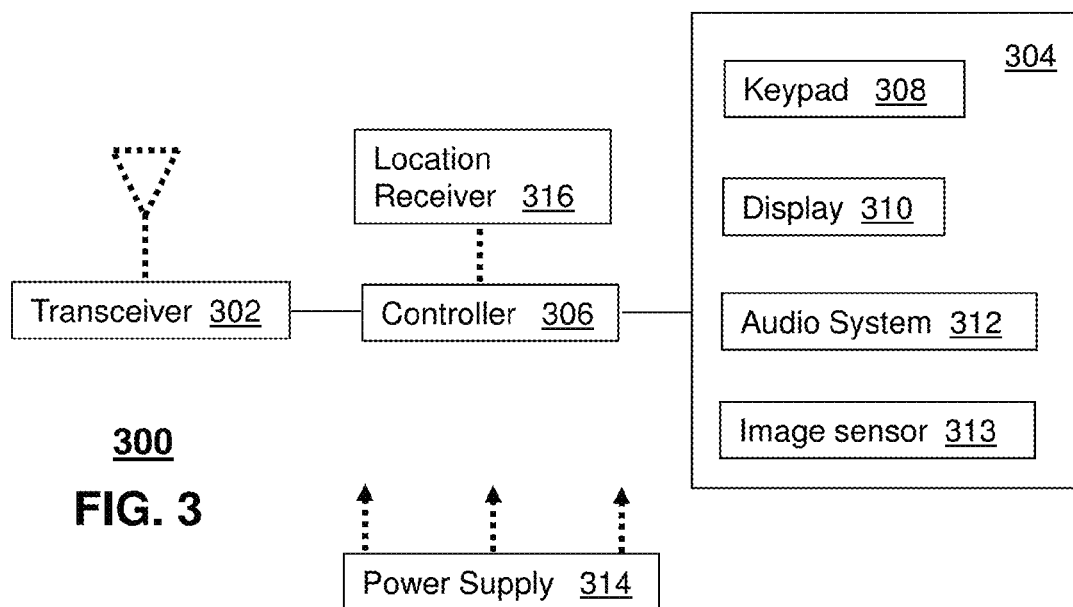 304
Keypad 308
Location
Receiver 316
Display 310
Transceiver 302
Controller 306
Audio System 312
Image sensor 313
300
FIG. 3
Power Supply 314